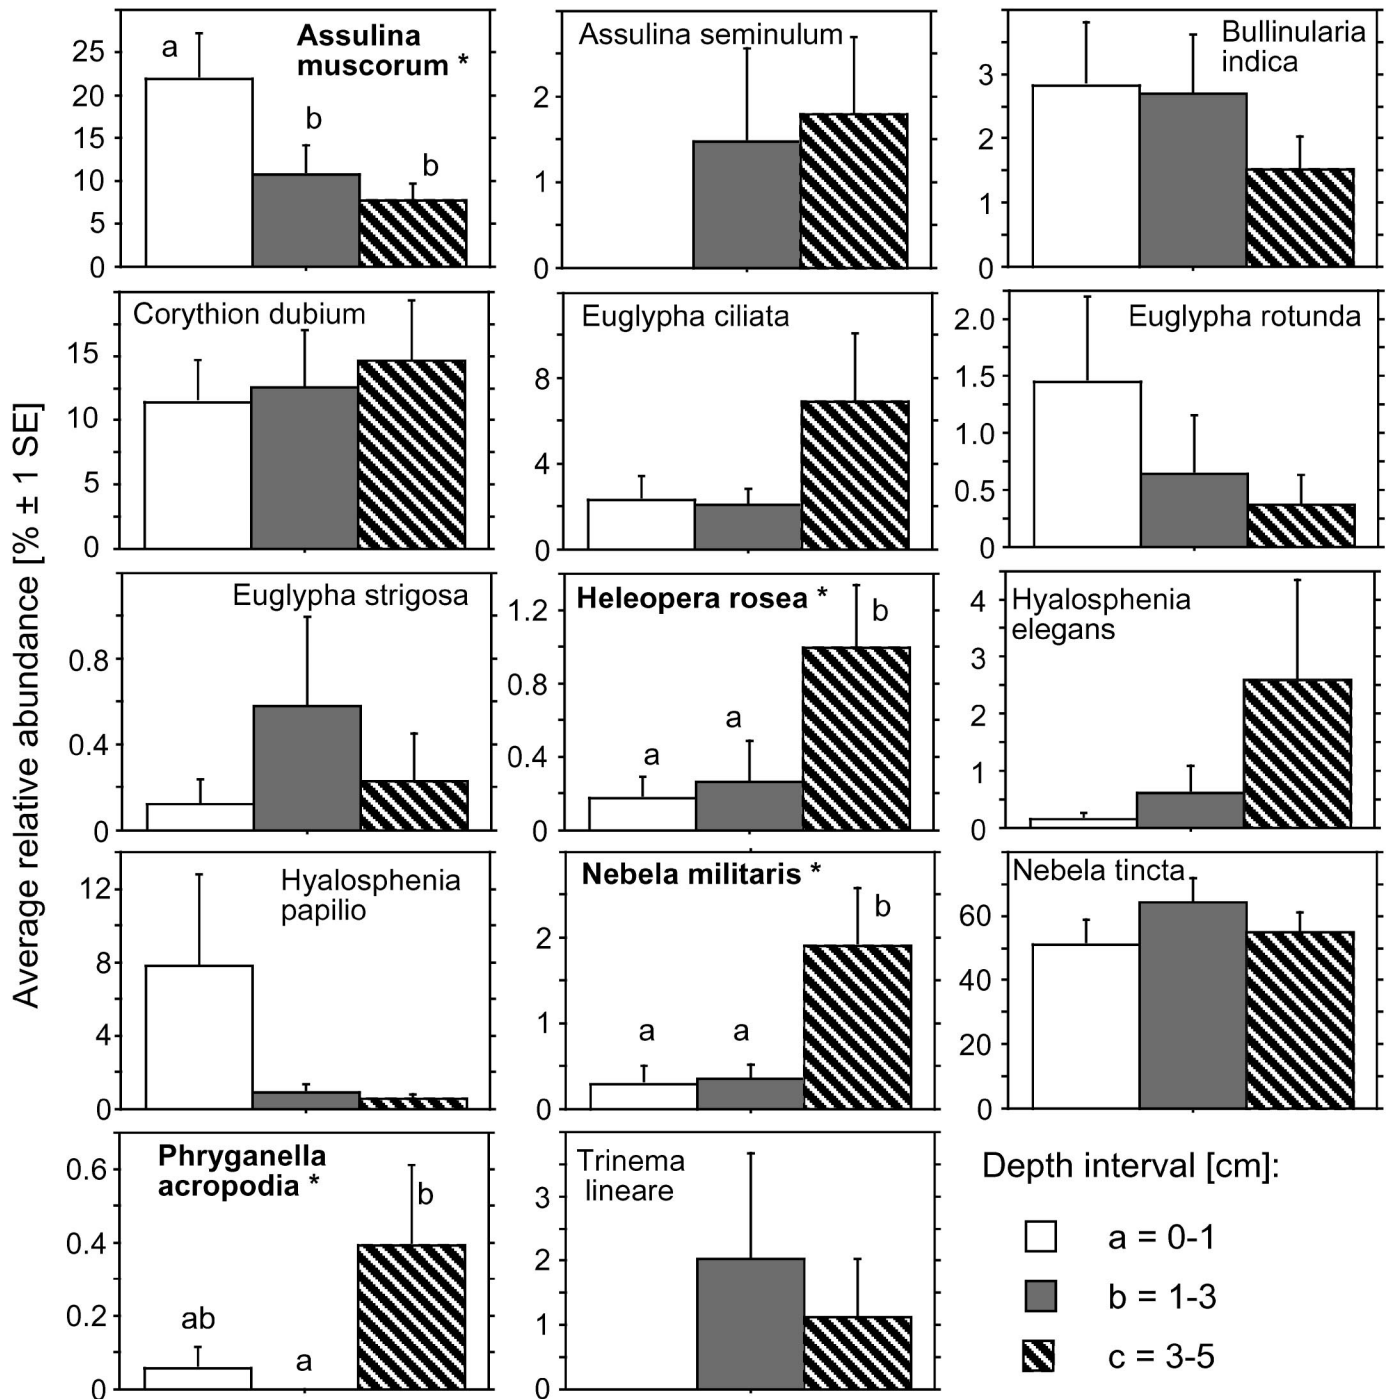 Average relative abundance [% ± 1 SE]
Assulina
muscorum *
25
20
15
10
5
0
a
b
b
Assulina seminulum
2
1
0
Bullinularia
indica
3
2
1
0
Corythion dubium
15
10
5
0
Euglypha ciliata
8
4
0
Euglypha rotunda
2.0
1.5
1.0
0.5
0
Euglypha strigosa
0.8
0.4
0
Heleopera rosea *
1.2
0.8
0.4
0
a
a
b
Hyalosphenia
elegans
4
3
2
1
0
Hyalosphenia
papilio
12
8
4
0
Nebela militaris *
2
1
0
a
a
b
Nebela tincta
60
40
20
0
Phryganella
acropodia *
0.6
0.4
0.2
0
ab
a
b
Trinema
lineare
3
2
1
0
Depth interval [cm]:
a = 0-1
b = 1-3
c = 3-5